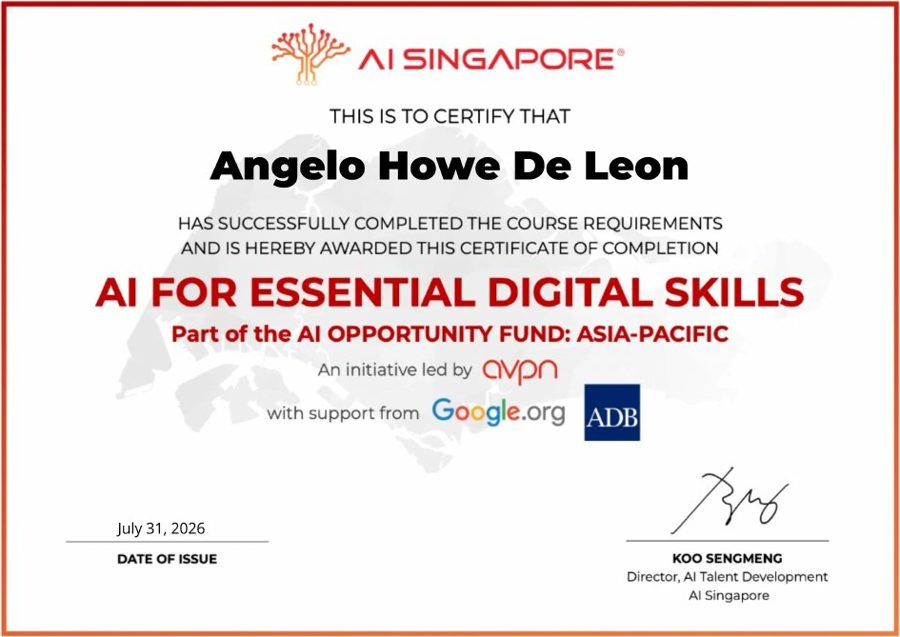 AI SINGAPORE®
THIS IS TO CERTIFY THAT
Angelo Howe De Leon
HAS SUCCESSFULLY COMPLETED THE COURSE REQUIREMENTS
AND IS HEREBY AWARDED THIS CERTIFICATE OF COMPLETION
AI FOR ESSENTIAL DIGITAL SKILLS
Part of the AI OPPORTUNITY FUND: ASIA-PACIFIC
An initiative led by avpn
with support from Google.org ADB
July 31, 2026
DATE OF ISSUE
KOO SENGMENG
Director, AI Talent Development
AI Singapore